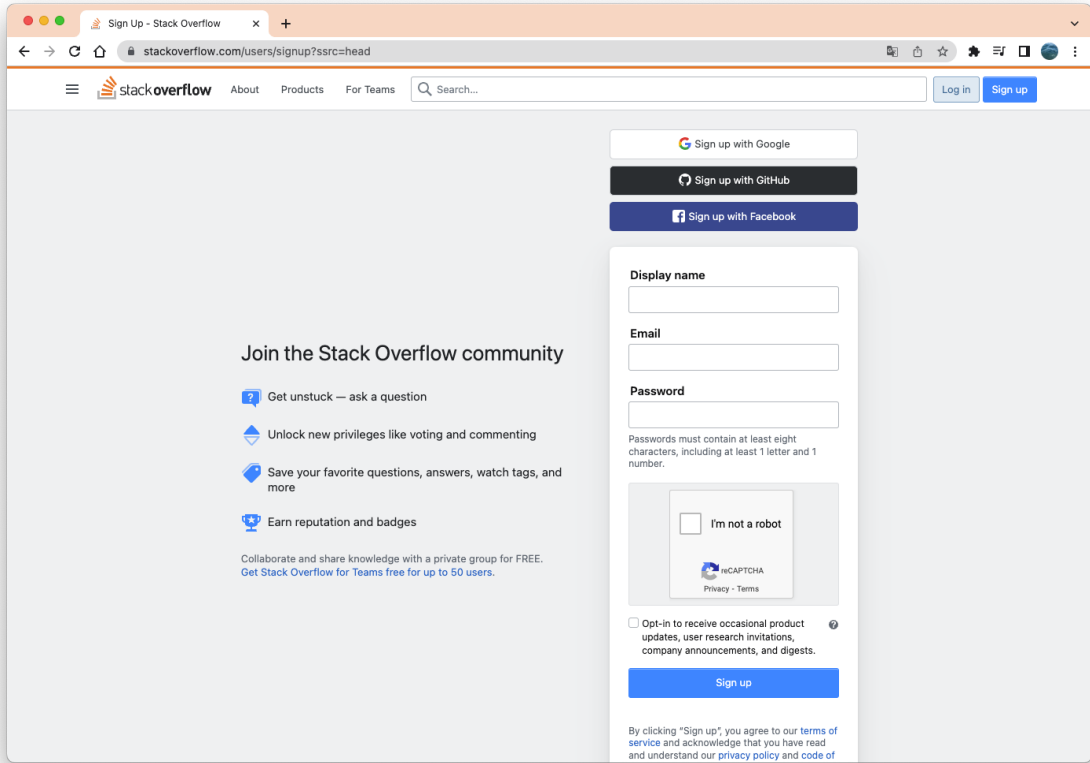 Sign Up - Stack Overflow
stackoverflow.com/users/signup?ssrc=head
stackoverflow About Products For Teams Search... Log in Sign up
Sign up with Google
Sign up with GitHub
Sign up with Facebook
Join the Stack Overflow community
Get unstuck — ask a question
Unlock new privileges like voting and commenting
Save your favorite questions, answers, watch tags, and
more
Earn reputation and badges
Collaborate and share knowledge with a private group for FREE.
Get Stack Overflow for Teams free for up to 50 users.
Display name
Email
Password
Passwords must contain at least eight
characters, including at least 1 letter and 1
number.
I'm not a robot
reCAPTCHA
Privacy - Terms
Opt-in to receive occasional product
updates, user research invitations,
company announcements, and digests.
Sign up
By clicking “Sign up”, you agree to our terms of
service and acknowledge that you have read
and understand our privacy policy and code of